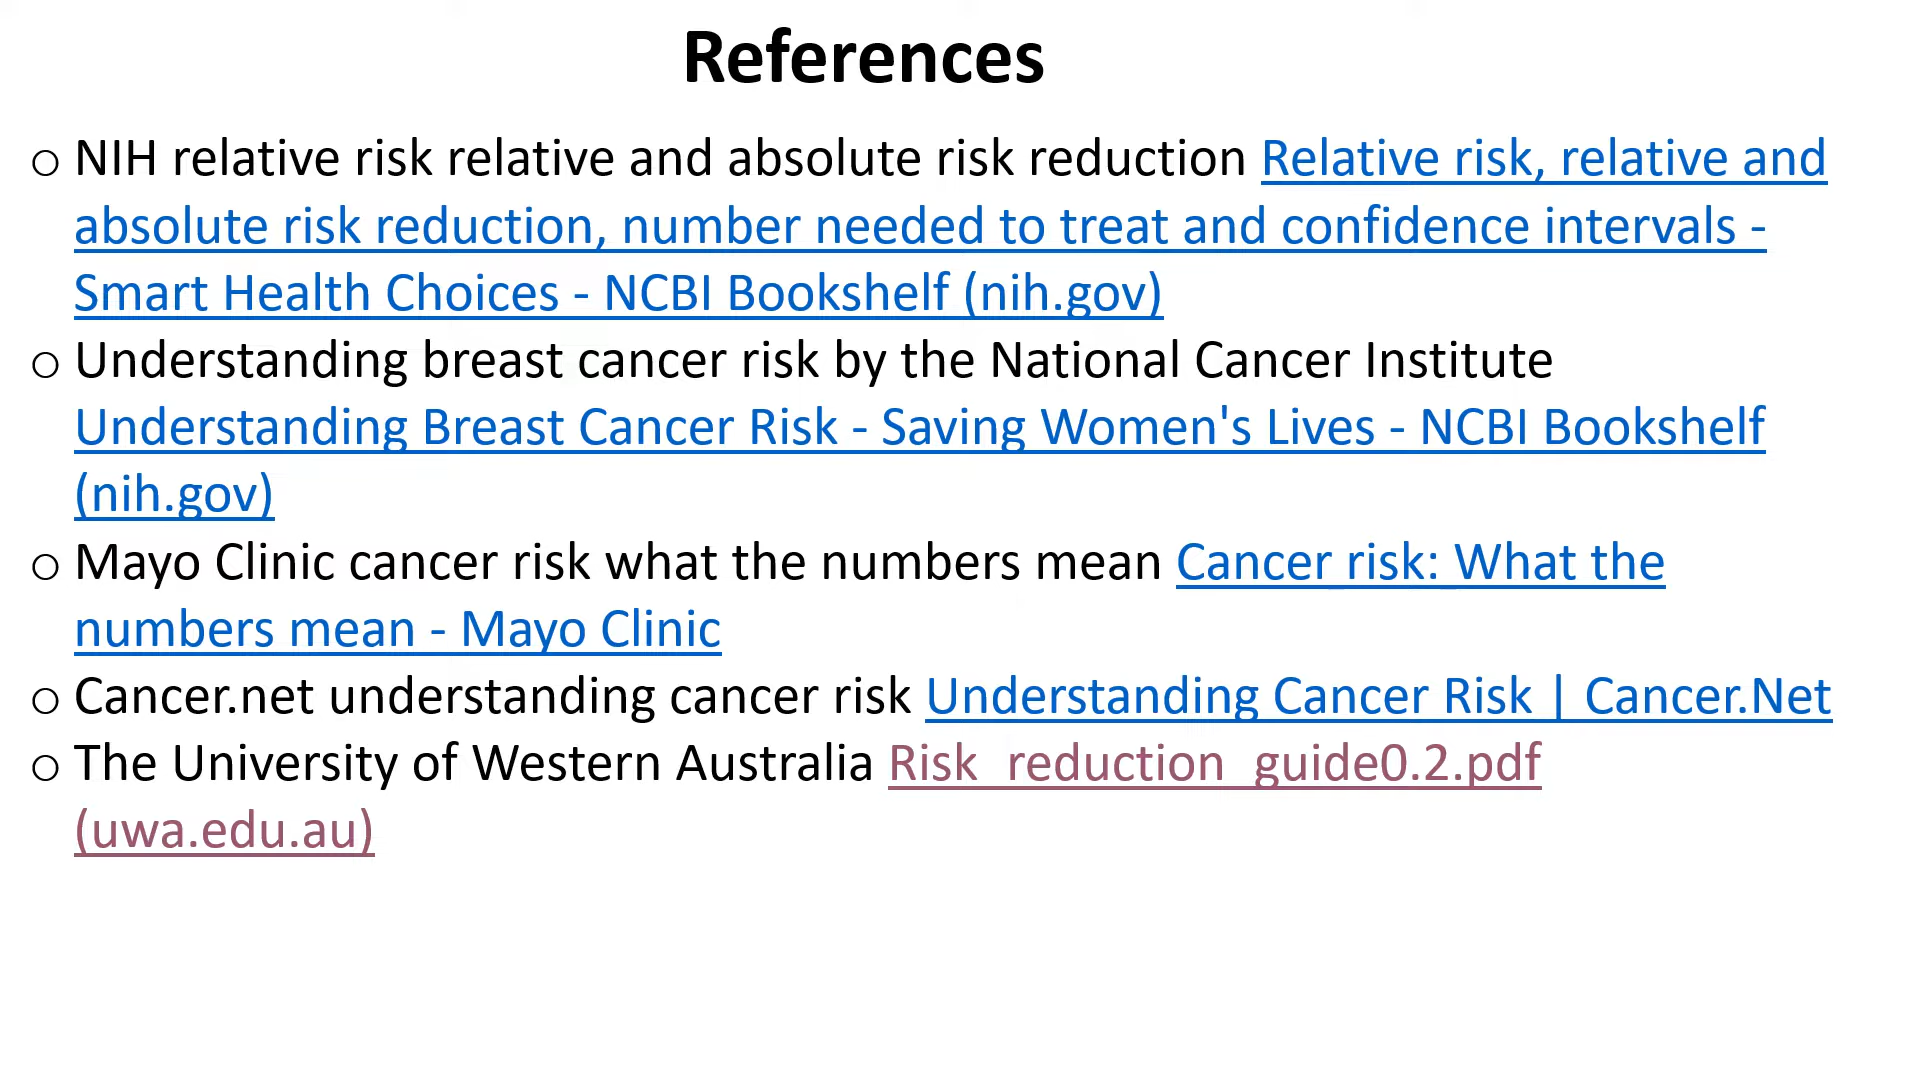 References
o NIH relative risk relative and absolute risk reduction Relative risk, relative and
absolute risk reduction, number needed to treat and confidence intervals -
Smart Health Choices - NCBI Bookshelf (nih.gov)
o Understanding breast cancer risk by the National Cancer Institute
Understanding Breast Cancer Risk - Saving Women's Lives - NCBI Bookshelf
(nih.gov)
o Mayo Clinic cancer risk what the numbers mean Cancer risk: What the
numbers mean - Mayo Clinic
o Cancer.net understanding cancer risk Understanding Cancer Risk | Cancer.Net
o The University of Western Australia Risk_reduction_guide0.2.pdf
(uwa.edu.au)